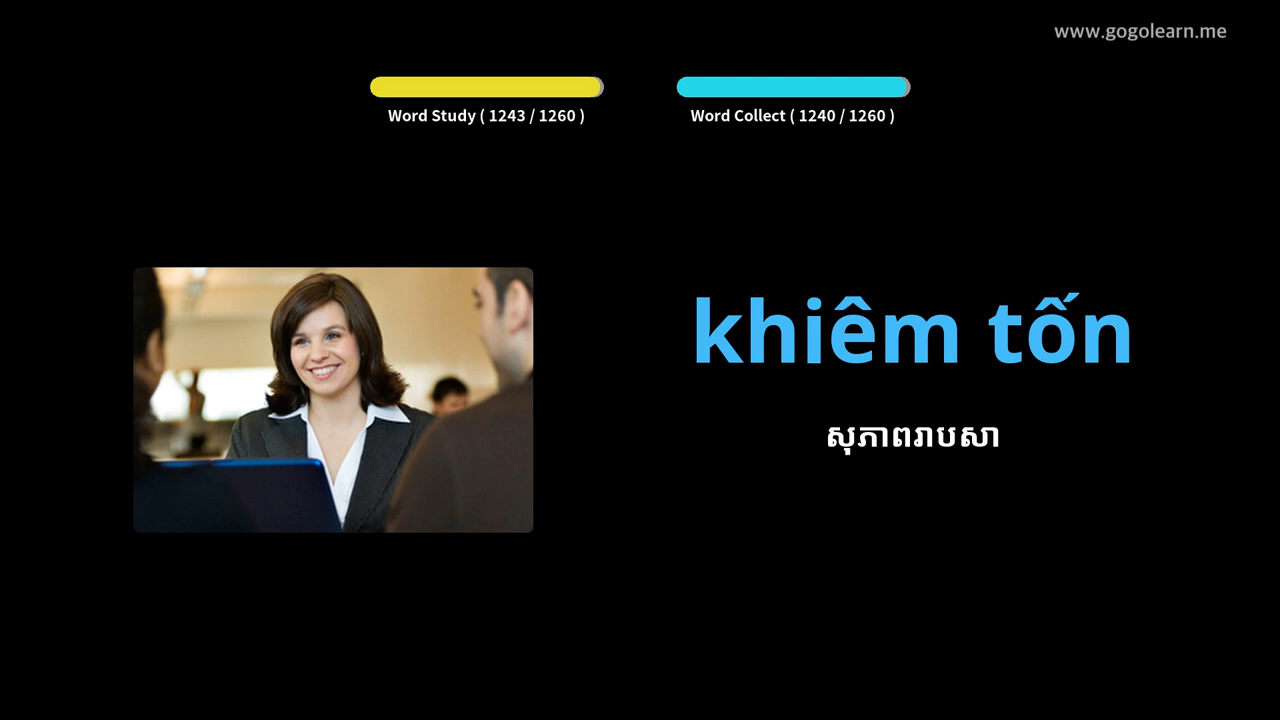 www.gogolearn.me
Word Study ( 1243 / 1260 )
Word Collect ( 1240 / 1260 )
khiêm tốn
សុភាពរាបសា